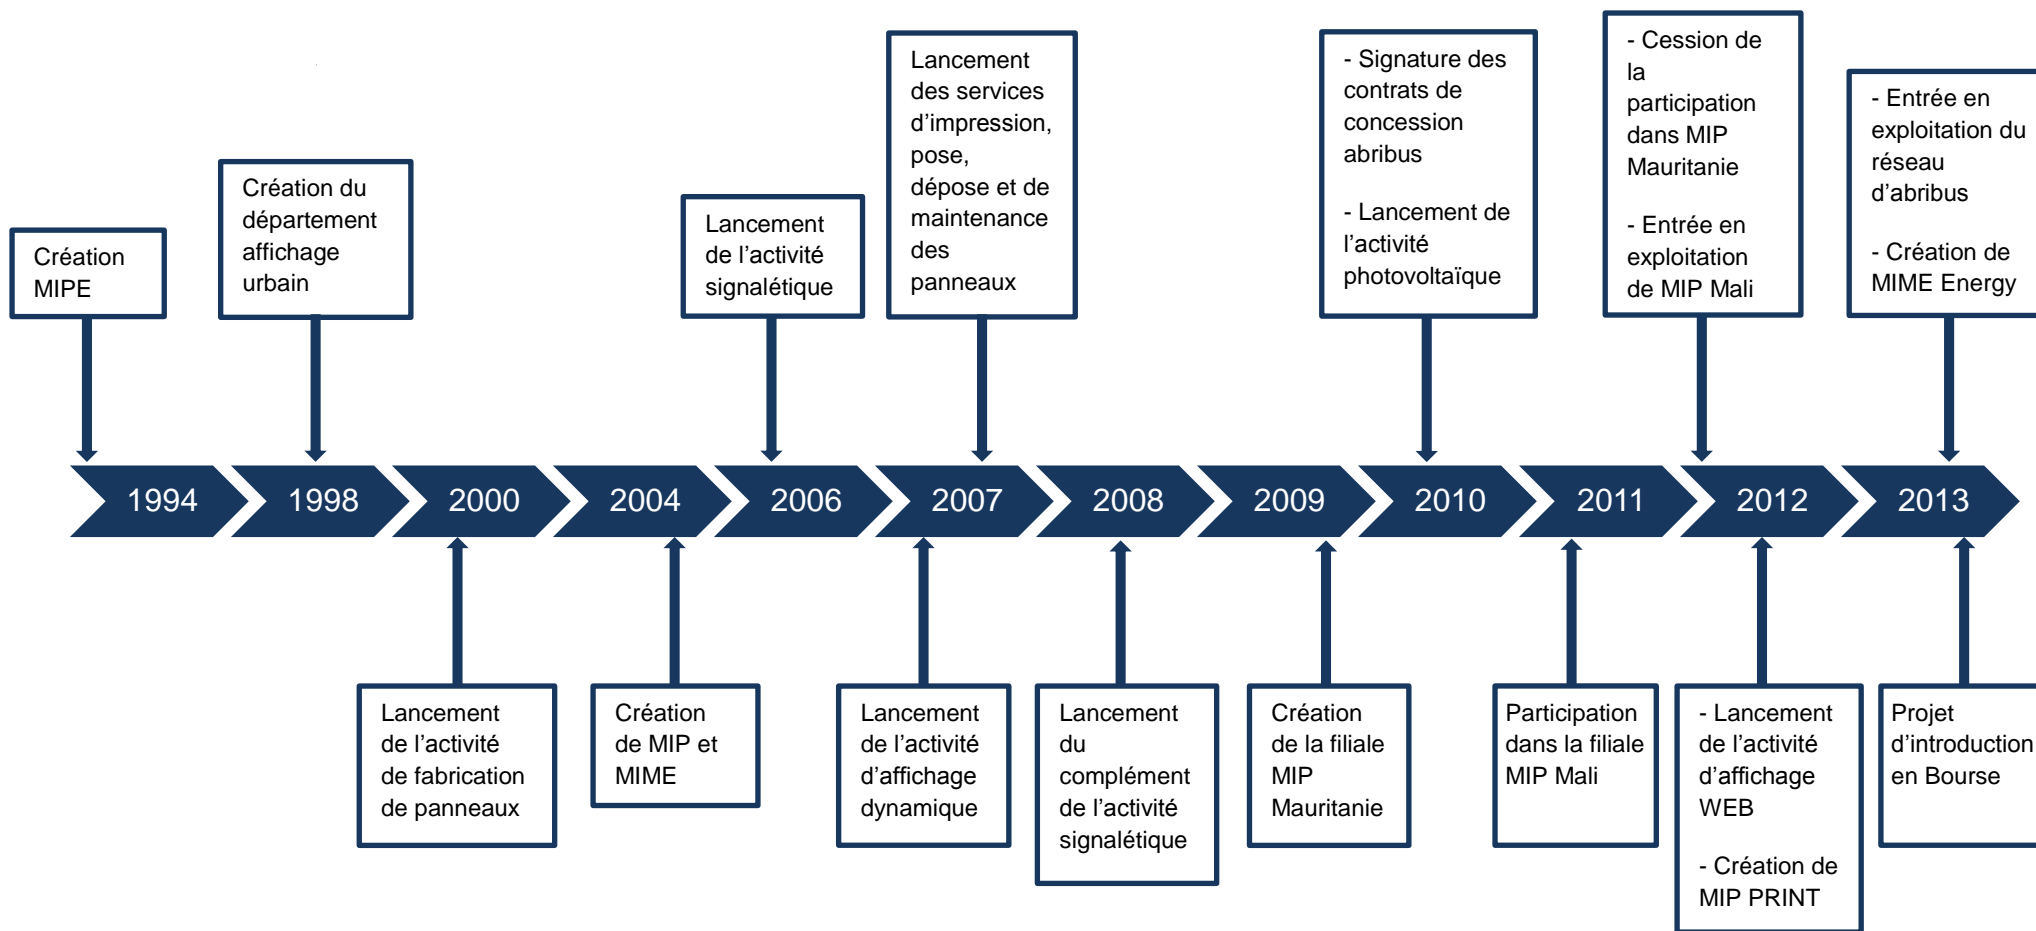 Création
MIPE
Création du
département
affichage
urbain
Lancement
de l’activité
signalétique
Lancement
des services
d’impression,
pose,
dépose et de
maintenance
des
panneaux
- Signature des
contrats de
concession
abribus
- Lancement de
l’activité
photovoltaïque
- Cession de
la
participation
dans MIP
Mauritanie
- Entrée en
exploitation
de MIP Mali
- Entrée en
exploitation du
réseau
d’abribus
- Création de
MIME Energy
1994
1998
2000
2004
2006
2007
2008
2009
2010
2011
2012
2013
Lancement
de l’activité
de fabrication
de panneaux
Création
de MIP et
MIME
Lancement
de l’activité
d’affichage
dynamique
Lancement
du
complément
de l’activité
signalétique
Création
de la filiale
MIP
Mauritanie
Participation
dans la filiale
MIP Mali
- Lancement
de l’activité
d’affichage
WEB
- Création de
MIP PRINT
Projet
d’introduction
en Bourse